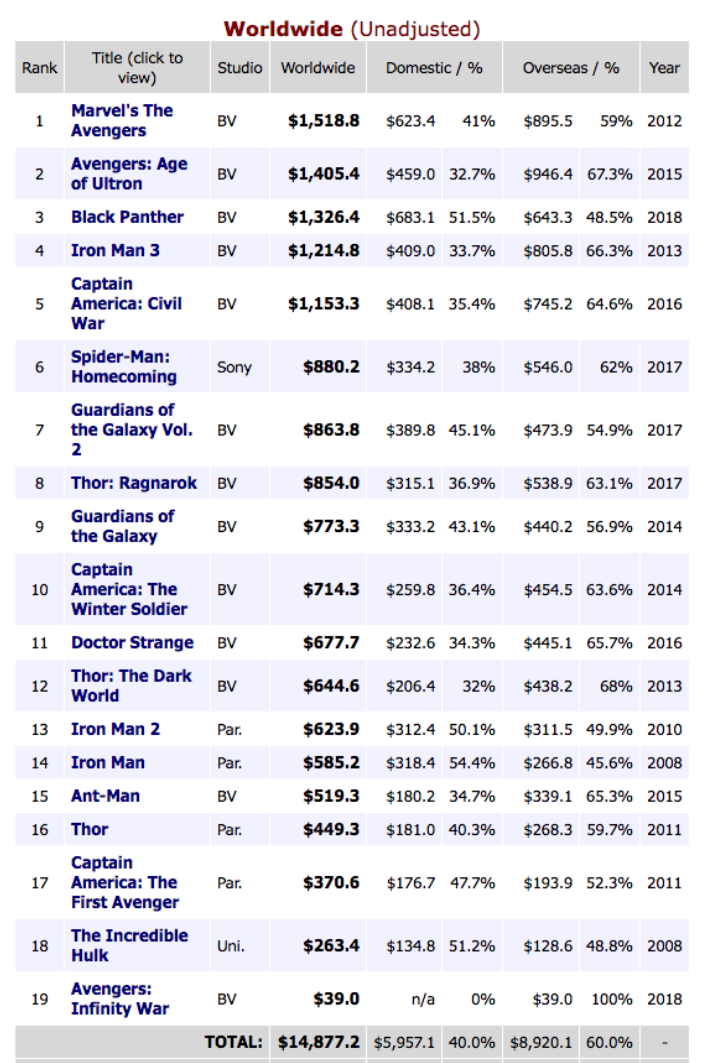 Worldwide (Unadjusted)
Rank Title (click to view) Studio Worldwide Domestic / % Overseas / % Year
1 Marvel's The Avengers BV $1,518.8 $623.4 41% $895.5 59% 2012
2 Avengers: Age of Ultron BV $1,405.4 $459.0 32.7% $946.4 67.3% 2015
3 Black Panther BV $1,326.4 $683.1 51.5% $643.3 48.5% 2018
4 Iron Man 3 BV $1,214.8 $409.0 33.7% $805.8 66.3% 2013
5 Captain America: Civil War BV $1,153.3 $408.1 35.4% $745.2 64.6% 2016
6 Spider-Man: Homecoming Sony $880.2 $334.2 38% $546.0 62% 2017
7 Guardians of the Galaxy Vol. 2 BV $863.8 $389.8 45.1% $473.9 54.9% 2017
8 Thor: Ragnarok BV $854.0 $315.1 36.9% $538.9 63.1% 2017
9 Guardians of the Galaxy BV $773.3 $333.2 43.1% $440.2 56.9% 2014
10 Captain America: The Winter Soldier BV $714.3 $259.8 36.4% $454.5 63.6% 2014
11 Doctor Strange BV $677.7 $232.6 34.3% $445.1 65.7% 2016
12 Thor: The Dark World BV $644.6 $206.4 32% $438.2 68% 2013
13 Iron Man 2 Par. $623.9 $312.4 50.1% $311.5 49.9% 2010
14 Iron Man Par. $585.2 $318.4 54.4% $266.8 45.6% 2008
15 Ant-Man BV $519.3 $180.2 34.7% $339.1 65.3% 2015
16 Thor Par. $449.3 $181.0 40.3% $268.3 59.7% 2011
17 Captain America: The First Avenger Par. $370.6 $176.7 47.7% $193.9 52.3% 2011
18 The Incredible Hulk Uni. $263.4 $134.8 51.2% $128.6 48.8% 2008
19 Avengers: Infinity War BV $39.0 n/a 0% $39.0 100% 2018
TOTAL: $14,877.2 $5,957.1 40.0% $8,920.1 60.0% -